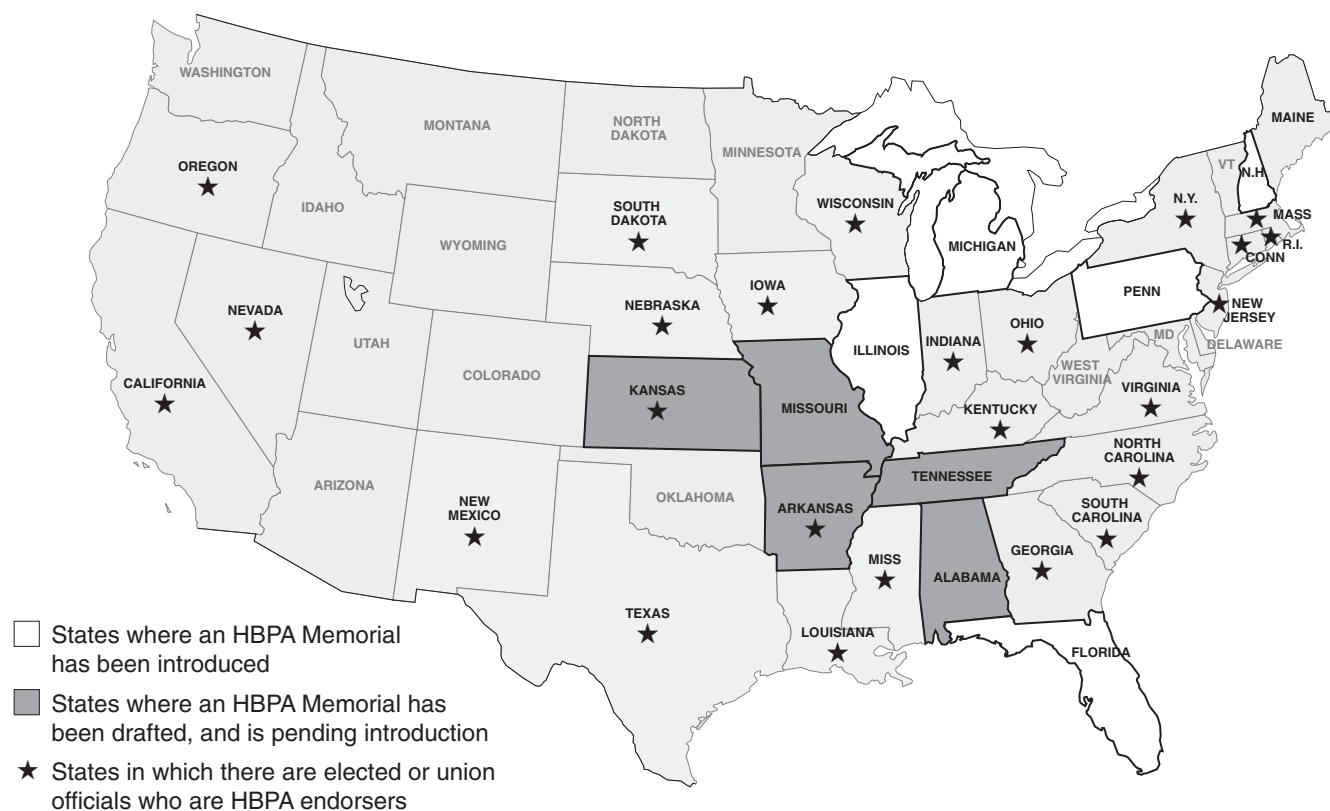 WASHINGTON
MONTANA
NORTH
DAKOTA
MINNESOTA
MAINE
VT
N.H.
OREGON
IDAHO
SOUTH
DAKOTA
WISCONSIN
N.Y.
MASS
R.I.
CONN
WYOMING
MICHIGAN
NEVADA
NEBRASKA
IOWA
PENN
NEW
JERSEY
UTAH
COLORADO
ILLINOIS
INDIANA
OHIO
MD
DELAWARE
WEST
VIRGINIA
CALIFORNIA
KANSAS
MISSOURI
KENTUCKY
VIRGINIA
ARIZONA
NEW
MEXICO
OKLAHOMA
ARKANSAS
TENNESSEE
NORTH
CAROLINA
SOUTH
CAROLINA
TEXAS
LOUISIANA
MISS
ALABAMA
GEORGIA
FLORIDA
States where an HBPA Memorial
has been introduced
States where an HBPA Memorial has
been drafted, and is pending introduction
States in which there are elected or union
officials who are HBPA endorsers